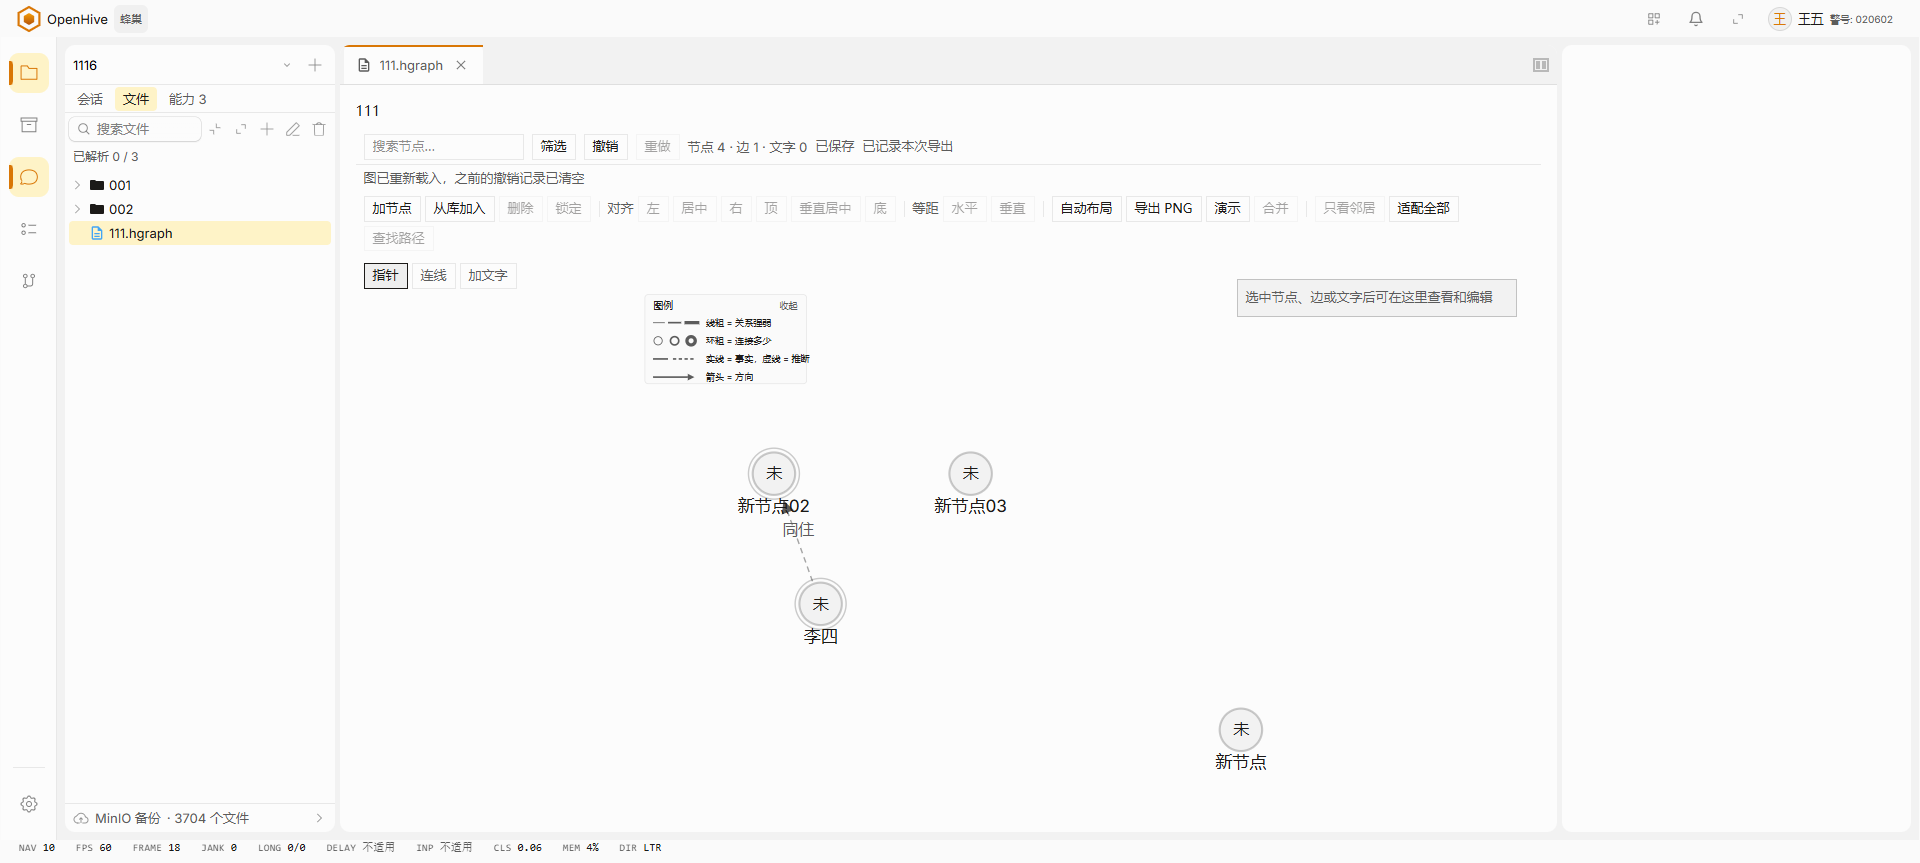 OpenHive 蜂巢
王 王五 警号: 020602
1116
111.hgraph
会话 文件 能力 3
搜索文件
已解析 0 / 3
001
002
111.hgraph
MinIO 备份 · 3704 个文件
111
搜索节点... 筛选 撤销 重做 节点 4 · 边 1 · 文字 0 已保存 已记录本次导出
图已重新载入，之前的撤销记录已清空
加节点 从库加入 删除 锁定 对齐 左 居中 右 顶 垂直居中 底 等距 水平 垂直 自动布局 导出 PNG 演示 合并 只看邻居 适配全部
查找路径
指针 连线 加文字
选中节点、边或文字后可在这里查看和编辑
图例 收起
线粗 = 关系强弱
环粗 = 连接多少
实线 = 事实，虚线 = 推断
箭头 = 方向
未
新节点02
未
新节点03
同住
未
李四
未
新节点
NAV 10 FPS 60 FRAME 18 JANK 0 LONG 0/0 DELAY 不适用 INP 不适用 CLS 0.06 MEM 4% DIR LTR